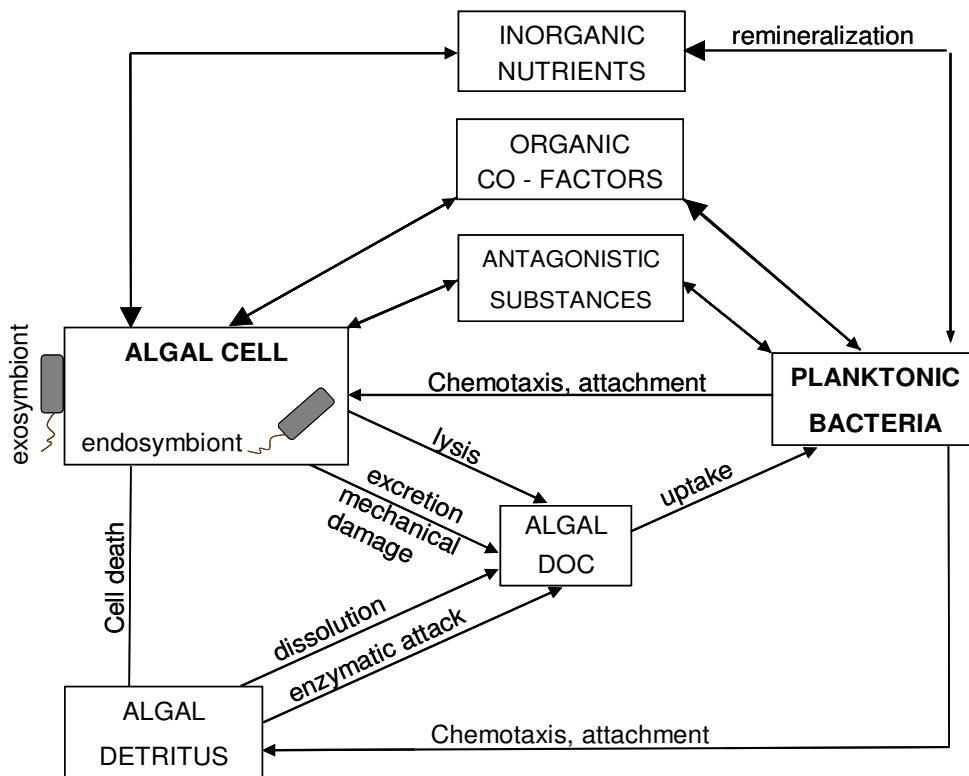 INORGANIC
NUTRIENTS
remineralization
ORGANIC
CO - FACTORS
ANTAGONISTIC
SUBSTANCES
ALGAL CELL
exosymbiont
endosymbiont
Chemotaxis, attachment
PLANKTONIC
BACTERIA
lysis
excretion
mechanical
damage
uptake
ALGAL
DOC
Cell death
dissolution
enzymatic attack
ALGAL
DETRITUS
Chemotaxis, attachment